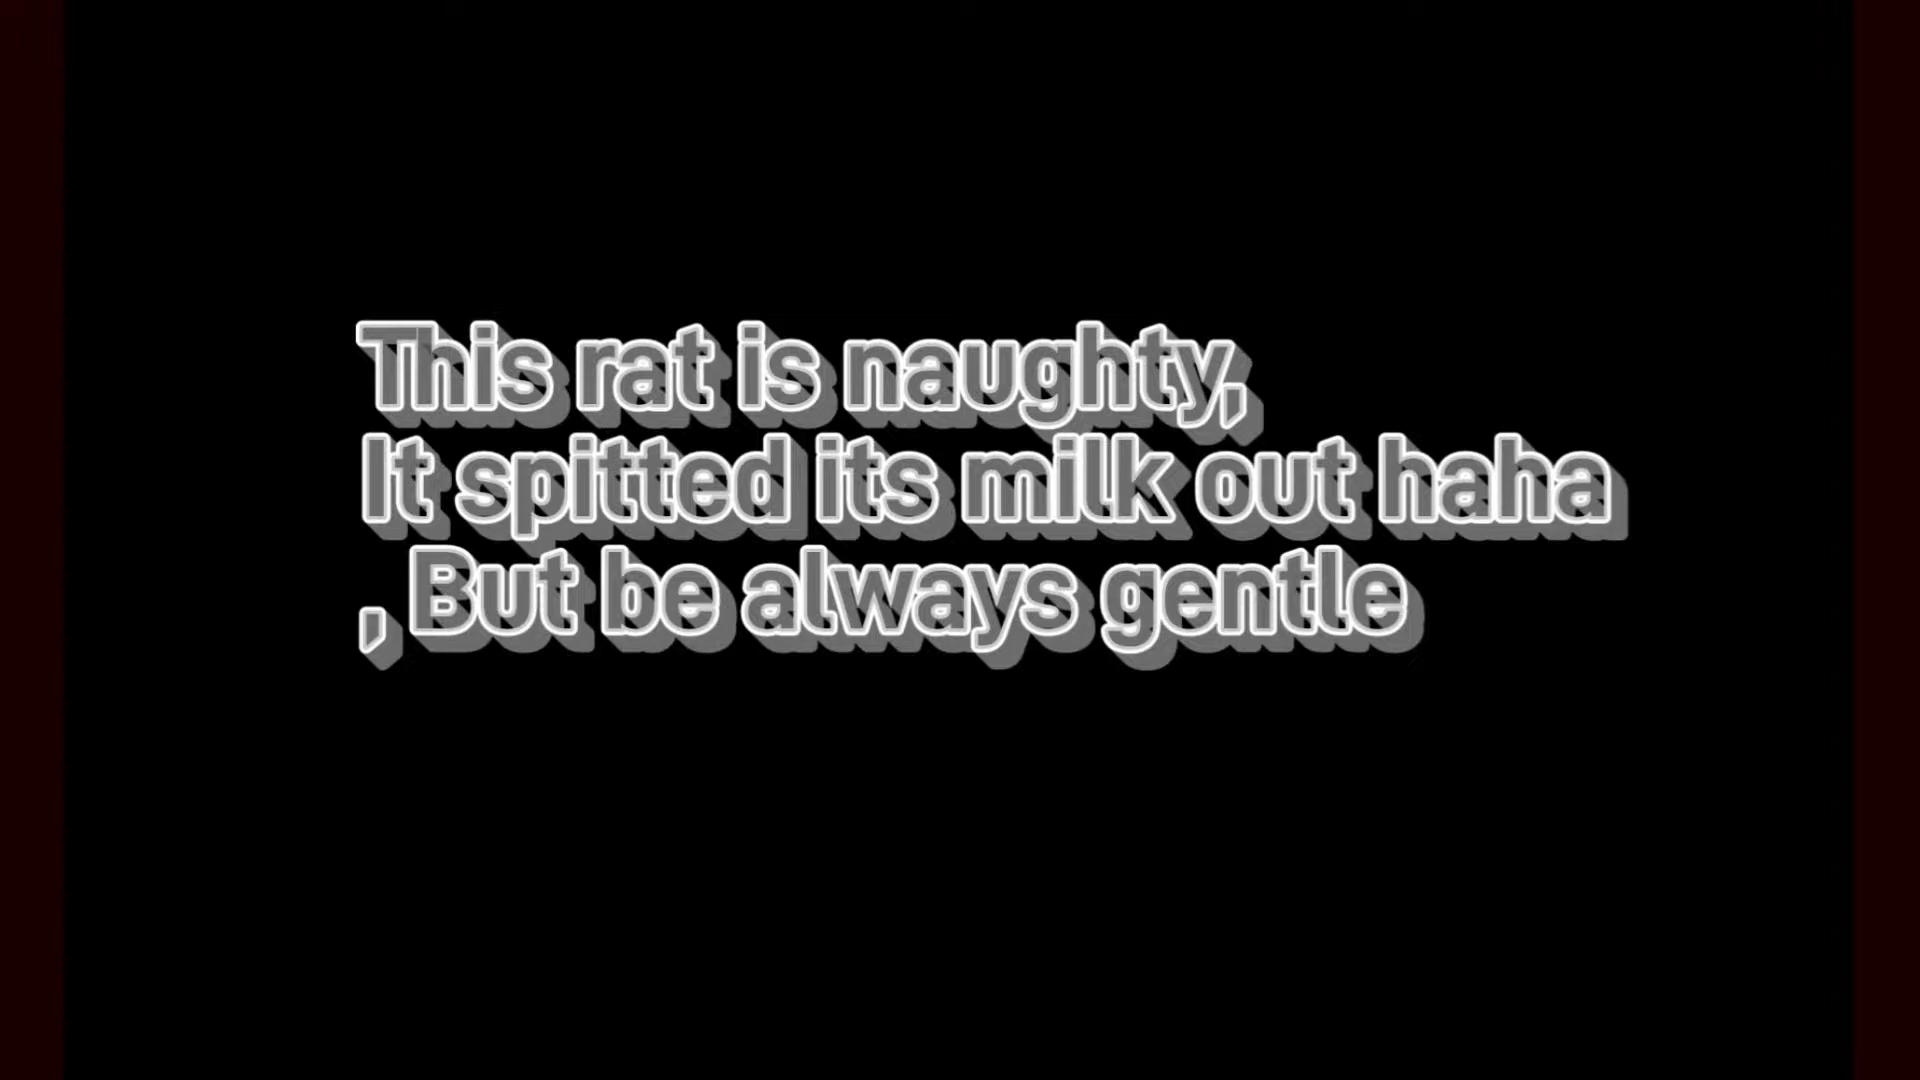 This rat is naughty,
It spitted its milk out haha
, But be always gentle